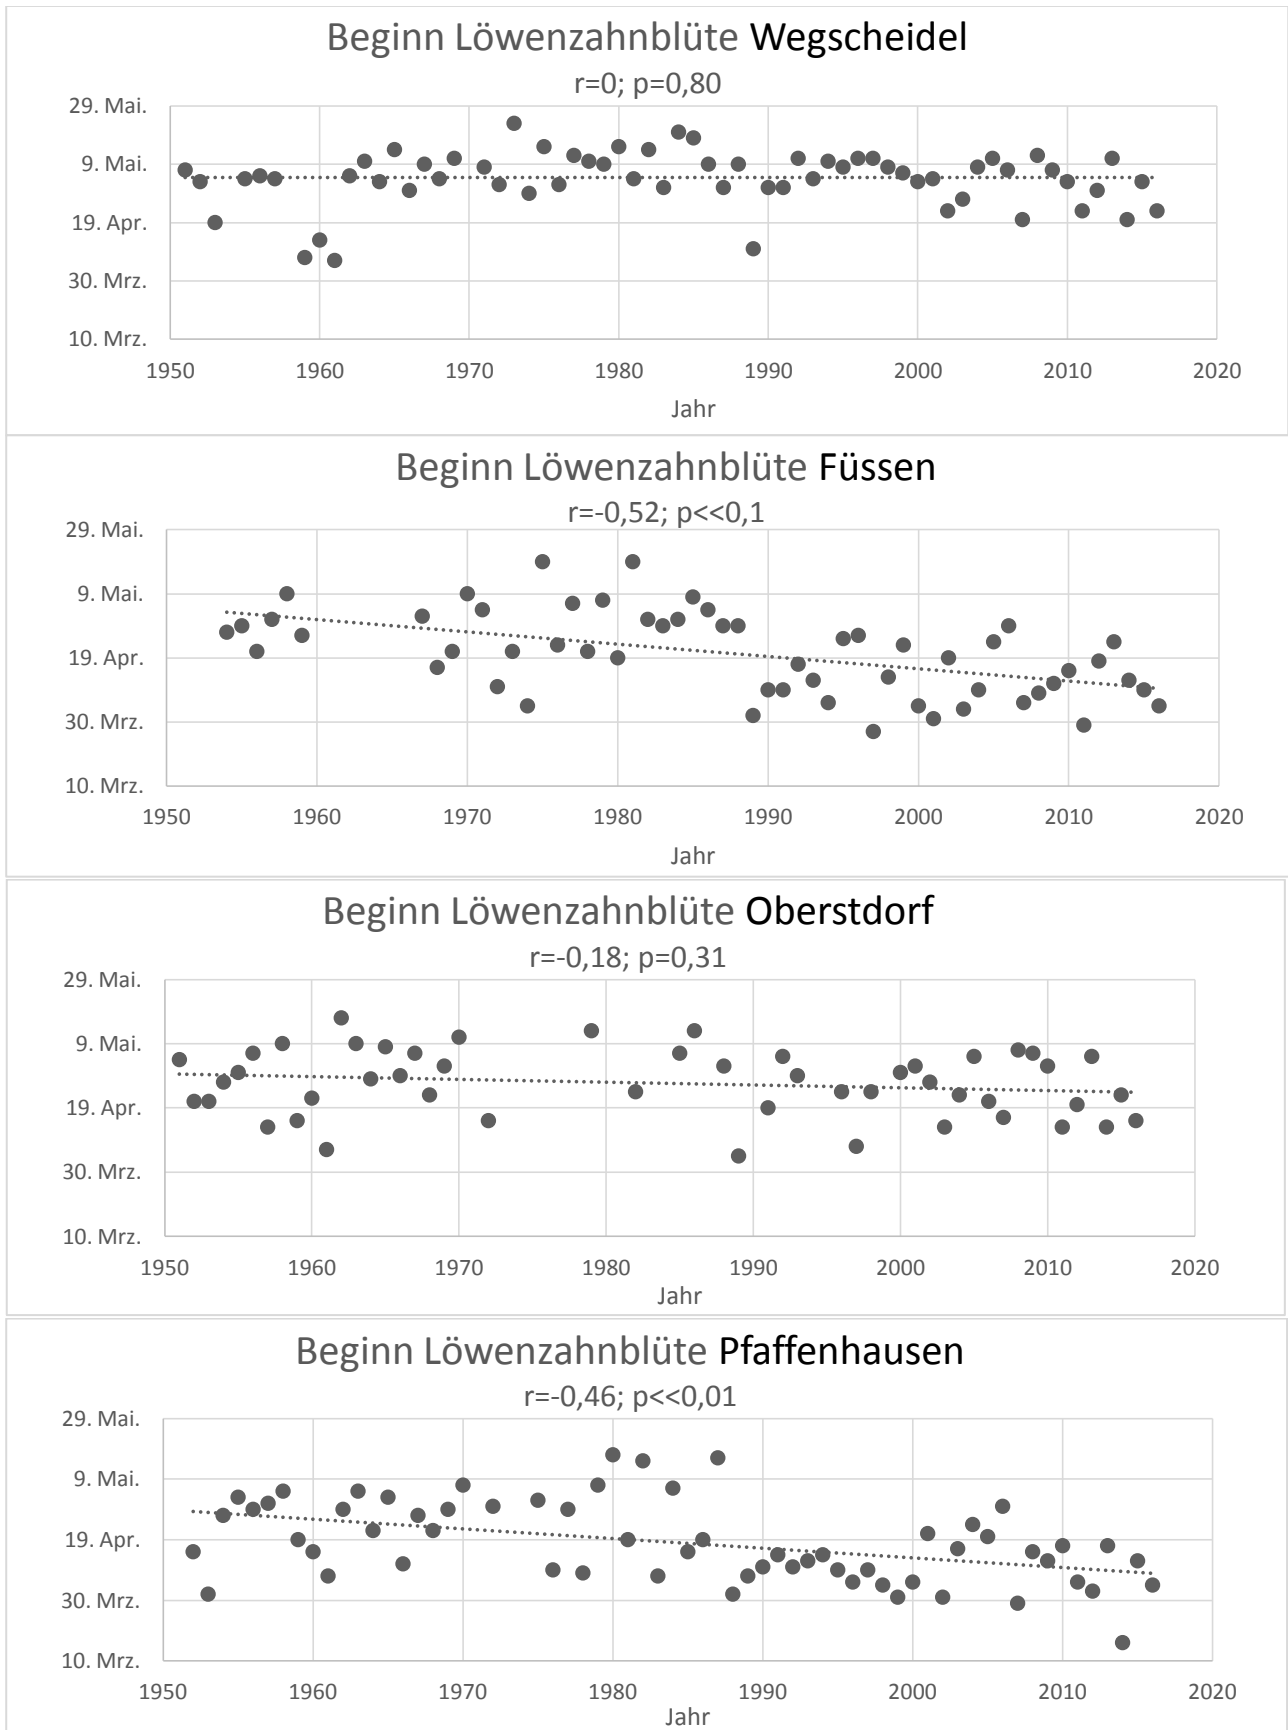 Beginn Löwenzahnblüte Wegscheidel
r=0; p=0,80
29. Mai.
9. Mai.
19. Apr.
30. Mrz.
10. Mrz.
1950 1960 1970 1980 1990 2000 2010 2020
Jahr
Beginn Löwenzahnblüte Füssen
r=-0,52; p<<0,1
29. Mai.
9. Mai.
19. Apr.
30. Mrz.
10. Mrz.
1950 1960 1970 1980 1990 2000 2010 2020
Jahr
Beginn Löwenzahnblüte Oberstdorf
r=-0,18; p=0,31
29. Mai.
9. Mai.
19. Apr.
30. Mrz.
10. Mrz.
1950 1960 1970 1980 1990 2000 2010 2020
Jahr
Beginn Löwenzahnblüte Pfaffenhausen
r=-0,46; p<<0,01
29. Mai.
9. Mai.
19. Apr.
30. Mrz.
10. Mrz.
1950 1960 1970 1980 1990 2000 2010 2020
Jahr